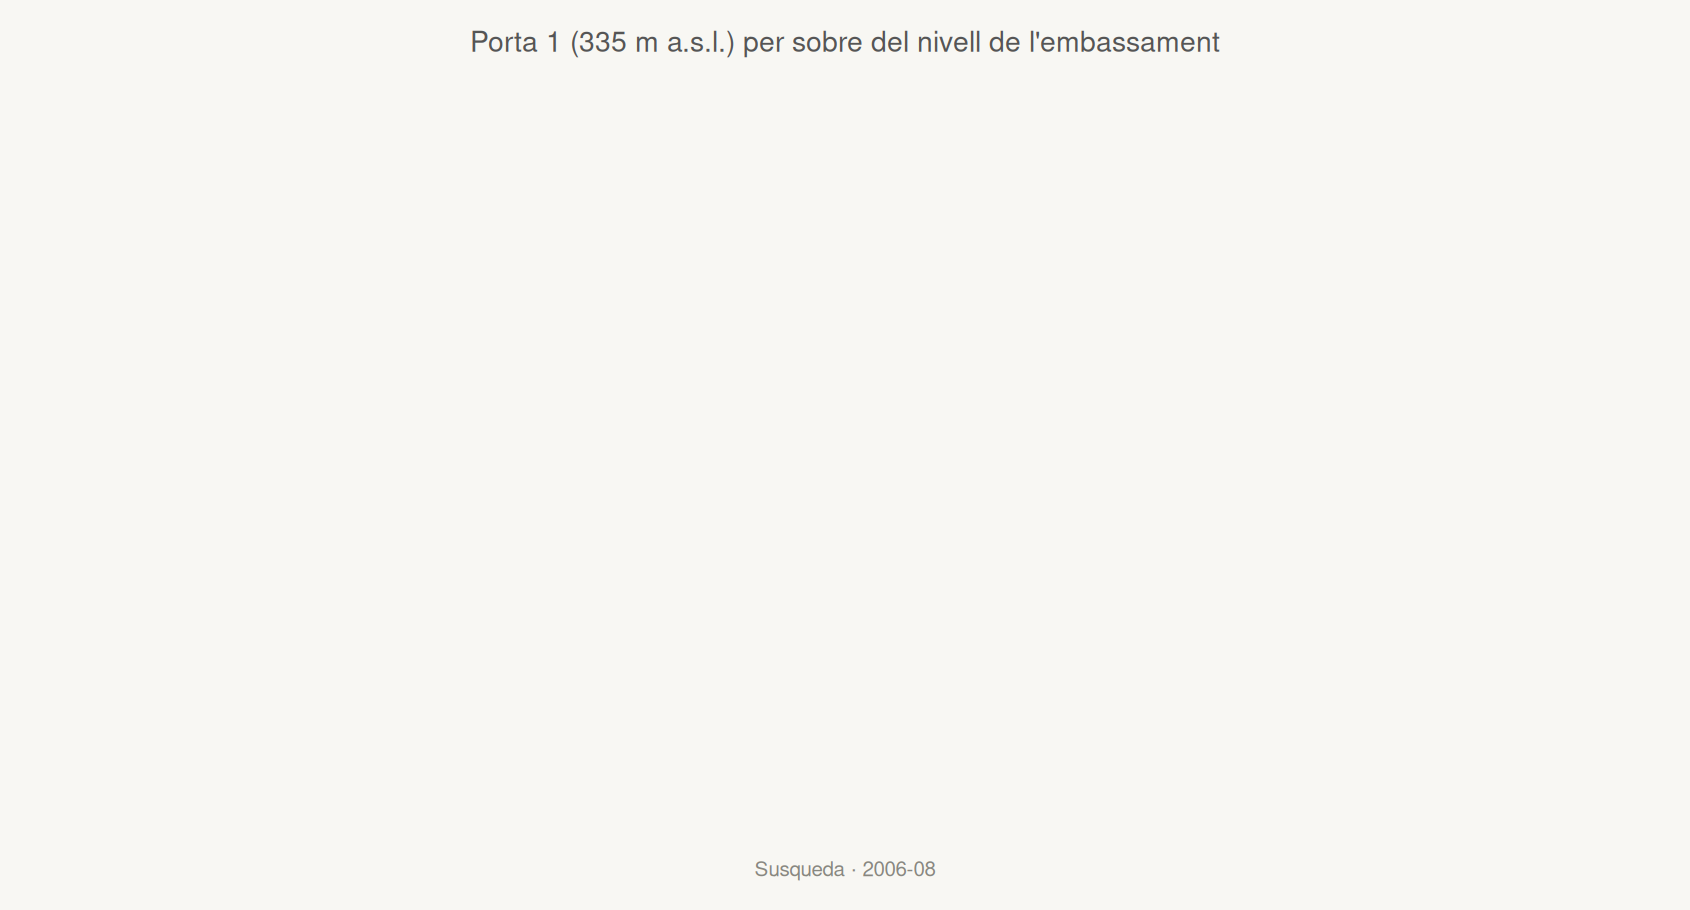 Porta 1 (335 m a.s.l.) per sobre del nivell de l'embassament
Susqueda · 2006-08